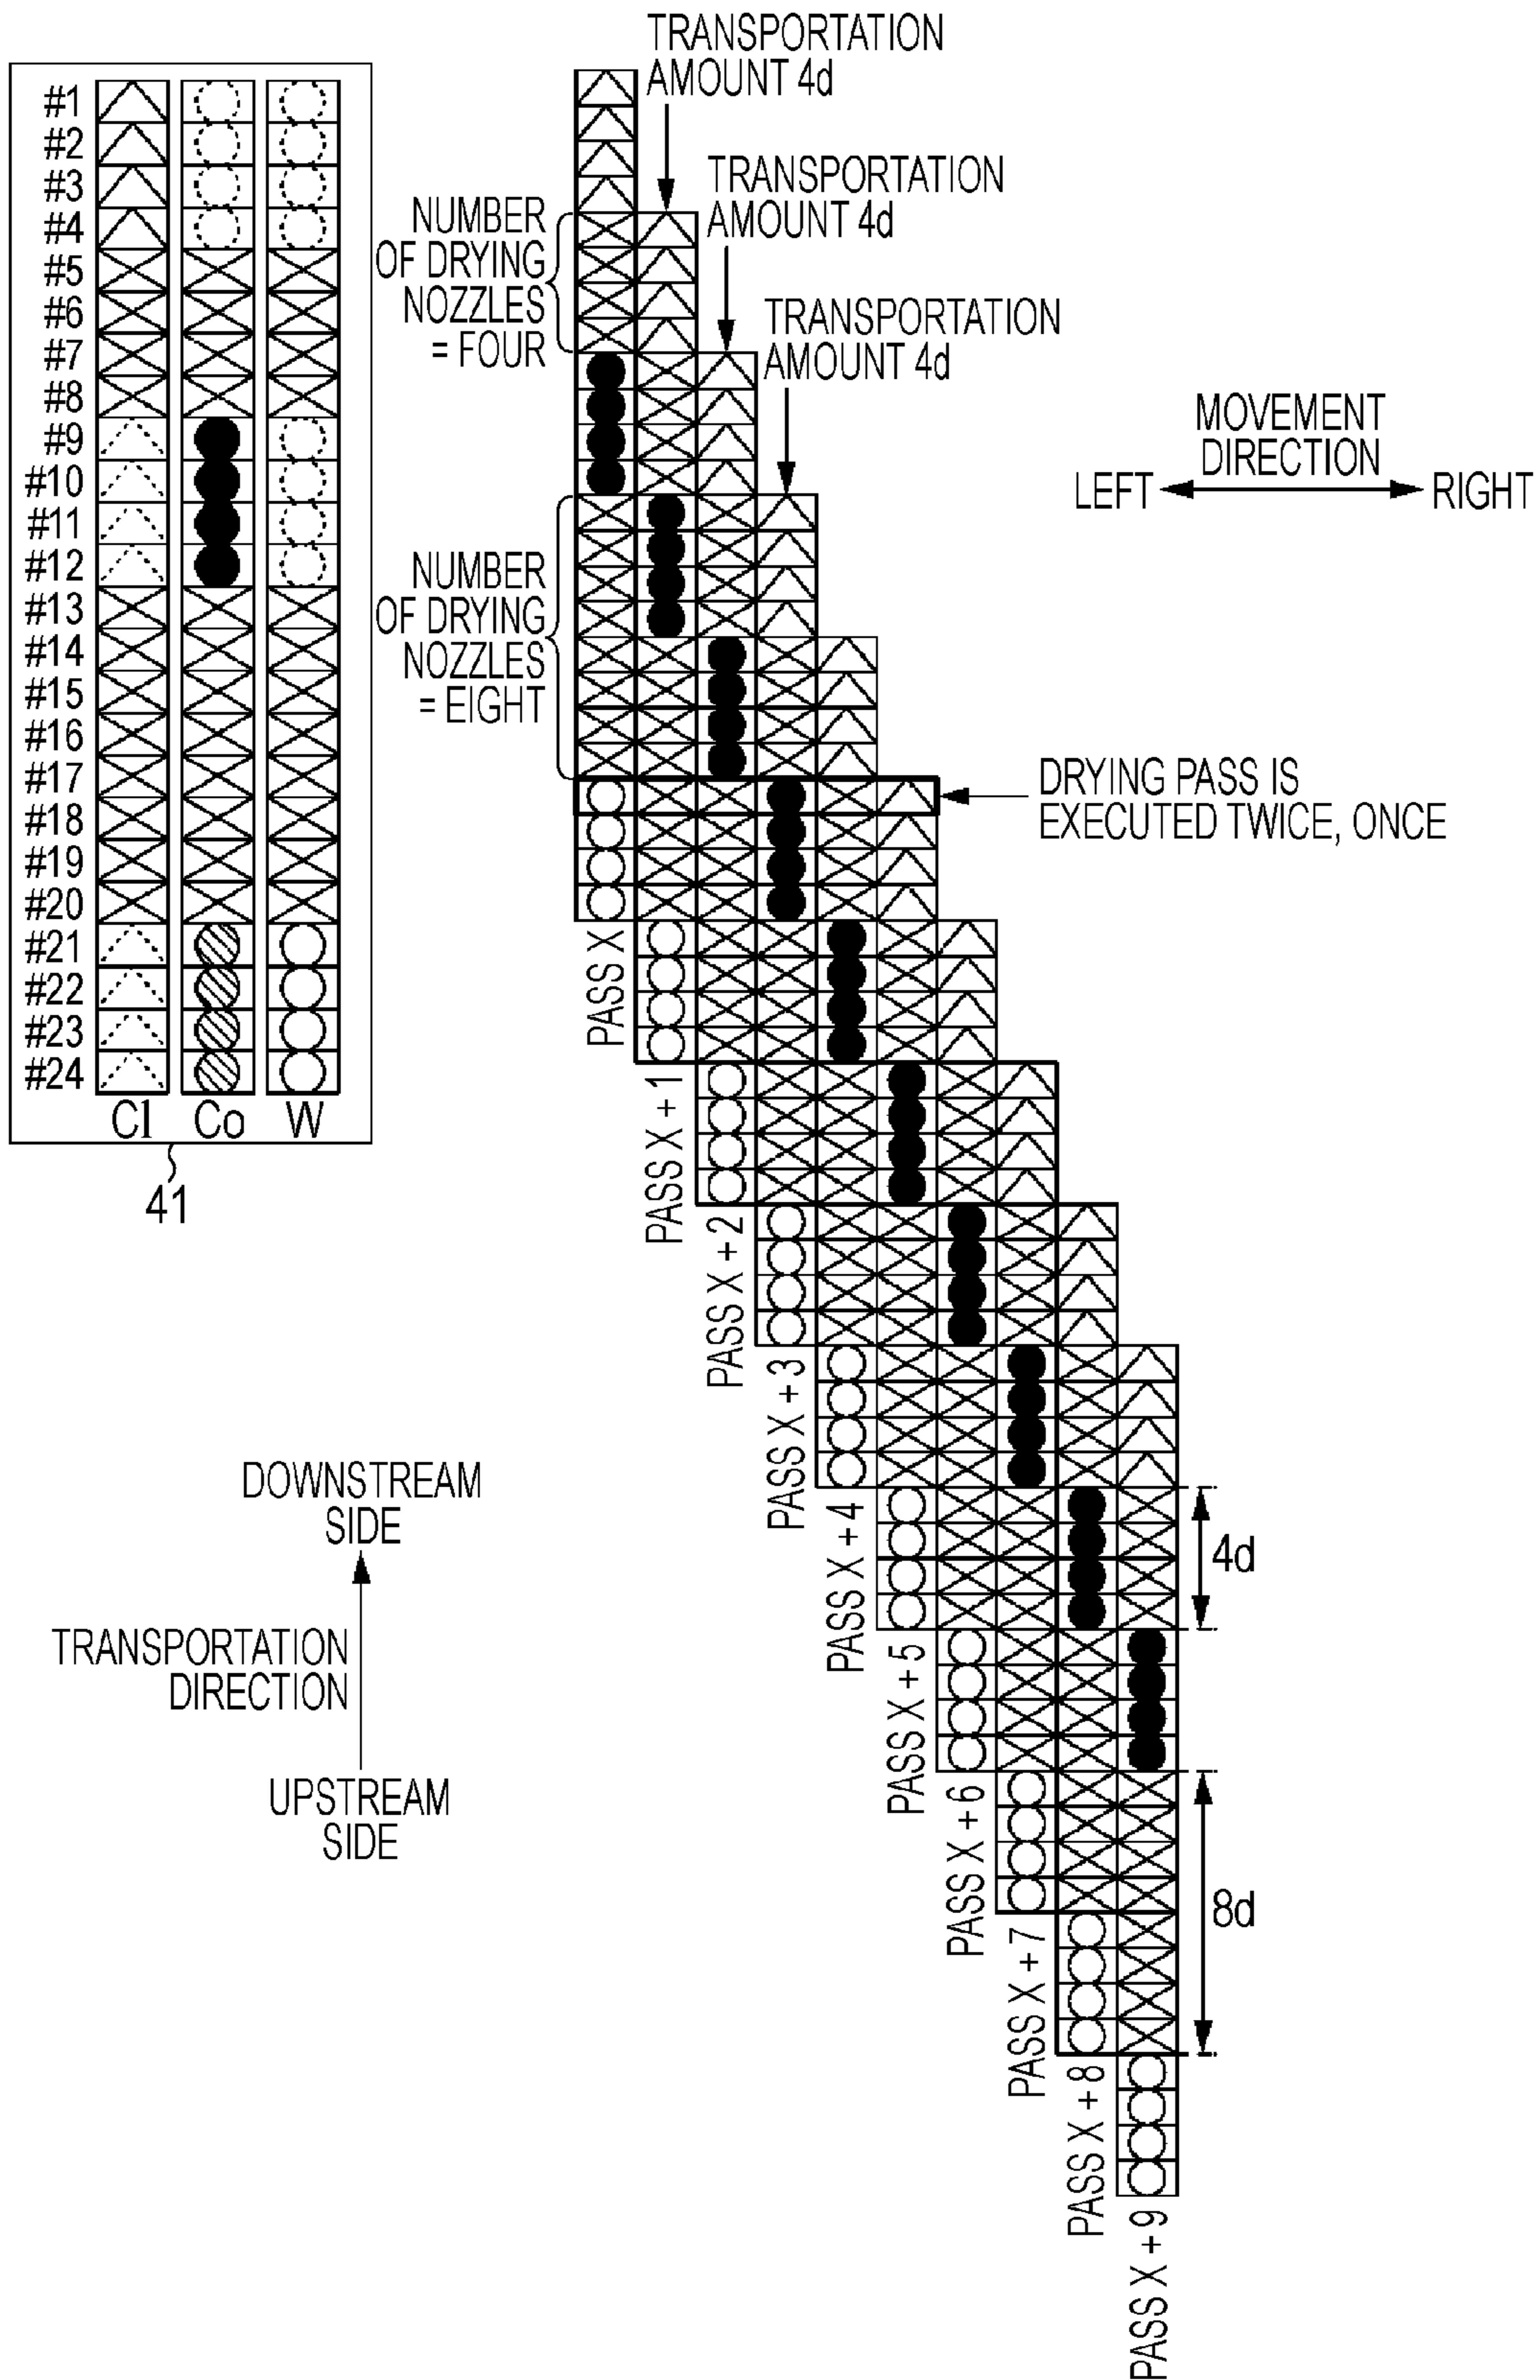 #1
#2
#3
#4
#5
#6
#7
#8
#9
#10
#11
#12
#13
#14
#15
#16
#17
#18
#19
#20
#21
#22
#23
#24
Cl
Co
W
41
TRANSPORTATION
AMOUNT 4d
TRANSPORTATION
AMOUNT 4d
TRANSPORTATION
AMOUNT 4d
NUMBER
OF DRYING
NOZZLES
= FOUR
NUMBER
OF DRYING
NOZZLES
= EIGHT
MOVEMENT
DIRECTION
LEFT
RIGHT
DRYING PASS IS
EXECUTED TWICE, ONCE
PASS X
PASS X + 1
PASS X + 2
PASS X + 3
PASS X + 4
PASS X + 5
PASS X + 6
PASS X + 7
PASS X + 8
PASS X + 9
4d
8d
DOWNSTREAM
SIDE
TRANSPORTATION
DIRECTION
UPSTREAM
SIDE